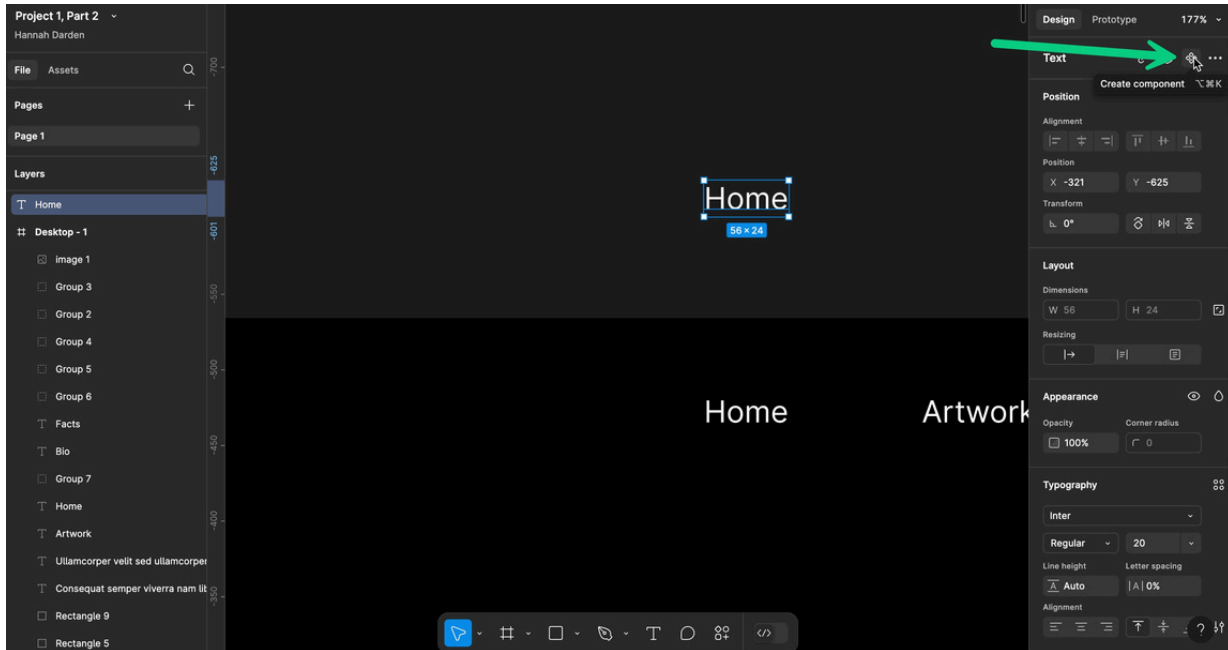 Project 1, Part 2
Hannah Darden
File Assets
Pages
Page 1
Layers
Home
Desktop - 1
image 1
Group 3
Group 2
Group 4
Group 5
Group 6
Facts
Bio
Group 7
Home
Artwork
Ullamcorper velit sed ullamcorper
Consequat semper viverra nam lib
Rectangle 9
Rectangle 5
-700
-625
-601
-550
-500
-450
-400
-350
Home
56 × 24
Home Artwork
Design Prototype 177%
Text
Create component ⌥⌘K
Position
Alignment
Position
X -321 Y -625
Transform
0°
Layout
Dimensions
W 56 H 24
Resizing
Appearance
Opacity Corner radius
100% 0
Typography
Inter
Regular 20
Line height Letter spacing
Auto |A| 0%
Alignment
?